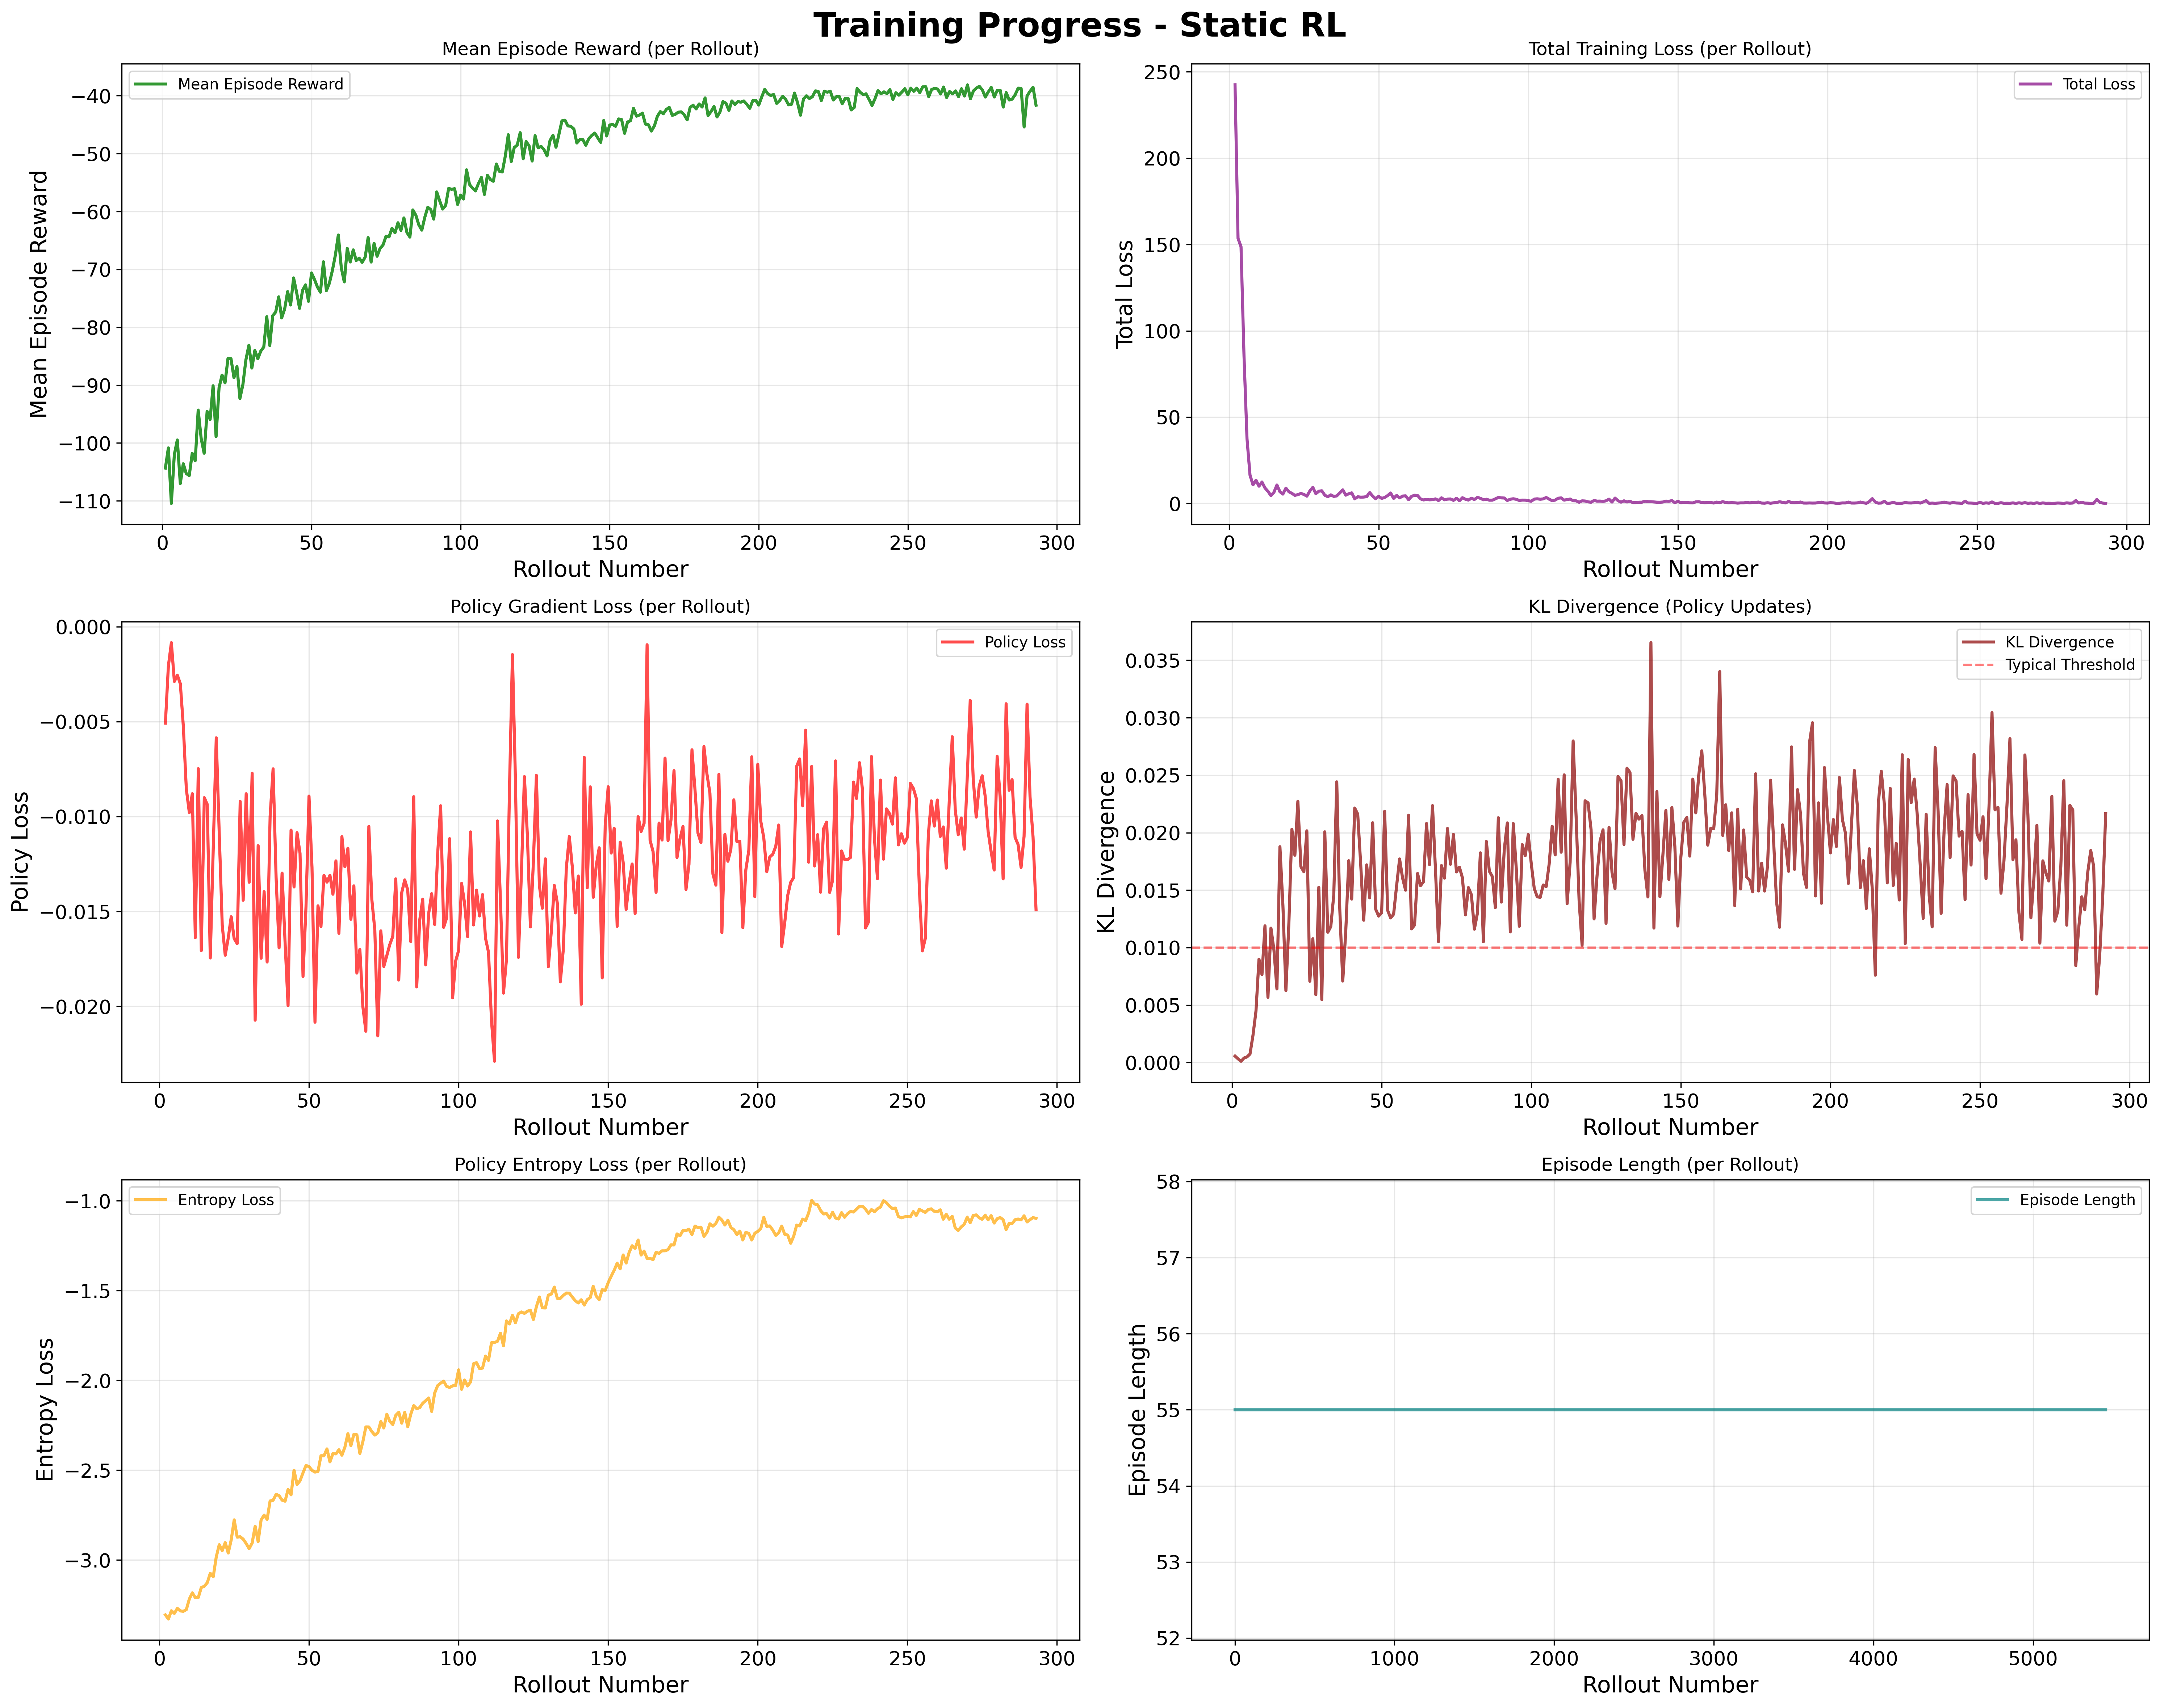 Training Progress - Static RL
Mean Episode Reward (per Rollout)
Mean Episode Reward
Mean Episode Reward
−40
−50
−60
−70
−80
−90
−100
−110
0 50 100 150 200 250 300
Rollout Number
Total Training Loss (per Rollout)
Total Loss
Total Loss
250
200
150
100
50
0
0 50 100 150 200 250 300
Rollout Number
Policy Gradient Loss (per Rollout)
Policy Loss
Policy Loss
0.000
−0.005
−0.010
−0.015
−0.020
0 50 100 150 200 250 300
Rollout Number
KL Divergence (Policy Updates)
KL Divergence
Typical Threshold
KL Divergence
0.035
0.030
0.025
0.020
0.015
0.010
0.005
0.000
0 50 100 150 200 250 300
Rollout Number
Policy Entropy Loss (per Rollout)
Entropy Loss
Entropy Loss
−1.0
−1.5
−2.0
−2.5
−3.0
0 50 100 150 200 250 300
Rollout Number
Episode Length (per Rollout)
Episode Length
Episode Length
58
57
56
55
54
53
52
0 1000 2000 3000 4000 5000
Rollout Number